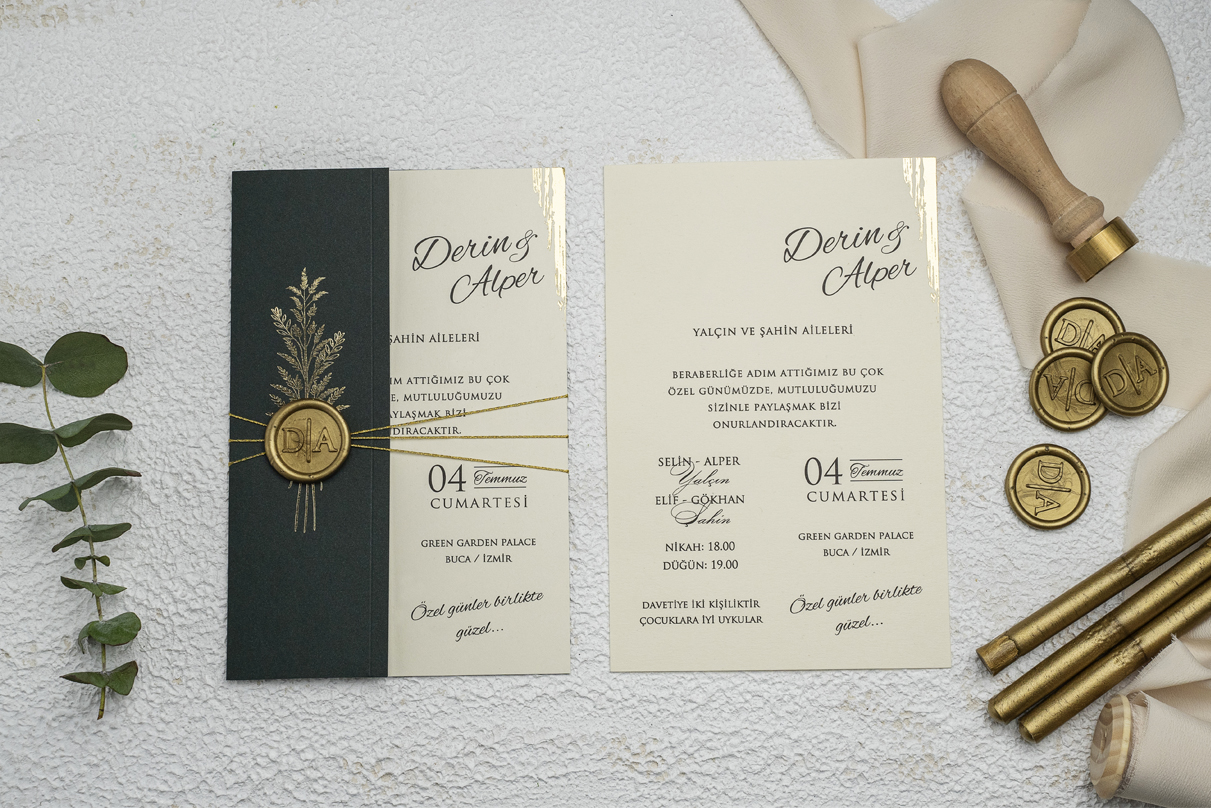 Derin &
Alper
ŞAHİN AİLELERİ
ATTIĞIMIZ BU ÇOK
MUTLULUĞUMUZU
PAYLAŞMAK BİZİ
04 Temmuz
CUMARTESİ
GREEN GARDEN PALACE
BUCA / İZMİR
Özel günler birlikte
güzel...
D|A
Derin &
Alper
YALÇIN VE ŞAHİN AİLELERİ
BERABERLİĞE ADIM ATTIĞIMIZ BU ÇOK
ÖZEL GÜNÜMÜZDE, MUTLULUĞUMUZU
SİZİNLE PAYLAŞMAK BİZİ
ONURLANDIRACAKTIR.
SELİN - ALPER
Yalçın
ELİF - GÖKHAN
Şahin
NİKAH: 18.00
DÜĞÜN: 19.00
04 Temmuz
CUMARTESİ
GREEN GARDEN PALACE
BUCA / İZMİR
DAVETİYE İKİ KİŞİLİKTİR
ÇOCUKLARA İYİ UYKULAR
Özel günler birlikte
güzel...
D|A
D|A
D|A
D|A